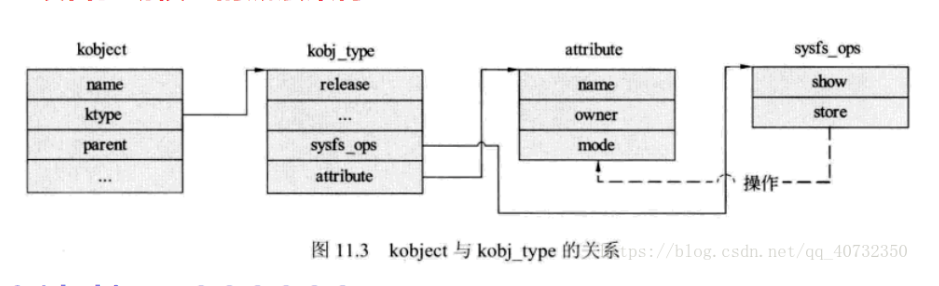 kobject
name
ktype
parent
...
kobj_type
release
...
sysfs_ops
attribute
attribute
name
owner
mode
sysfs_ops
show
store
操作
图 11.3 kobject 与 kobj_type 的关系
https://blog.csdn.net/qq_40732350